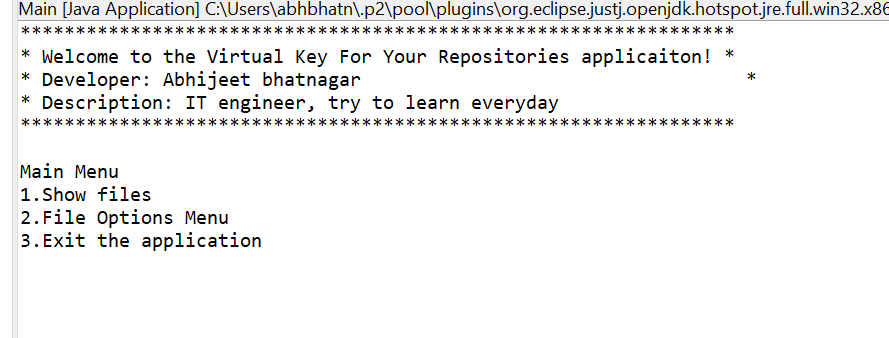 Main [Java Application] C:\Users\abhbhatn\.p2\pool\plugins\org.eclipse.justj.openjdk.hotspot.jre.full.win32.x86
*****************************************************************
* Welcome to the Virtual Key For Your Repositories applicaiton! *
* Developer: Abhijeet bhatnagar                                   *
* Description: IT engineer, try to learn everyday
*****************************************************************
Main Menu
1.Show files
2.File Options Menu
3.Exit the application